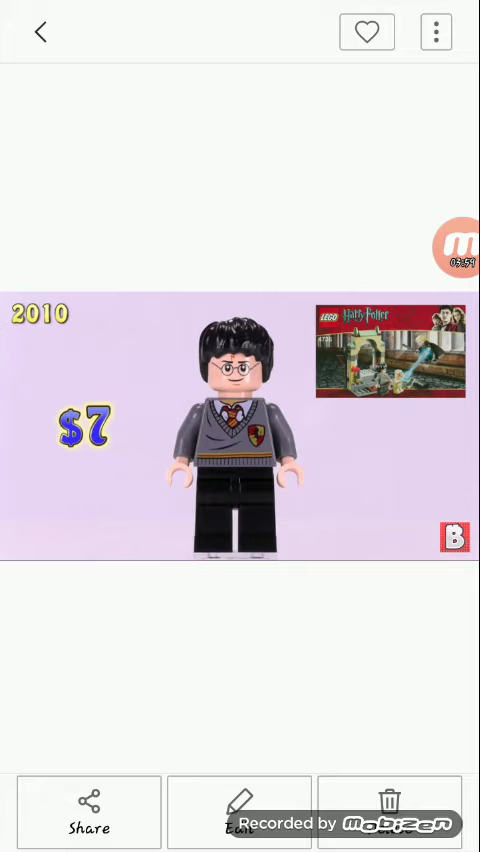 03:59
2010
LEGO Harry Potter
4736
$7
B
Share
Edit
Recorded by mobizen